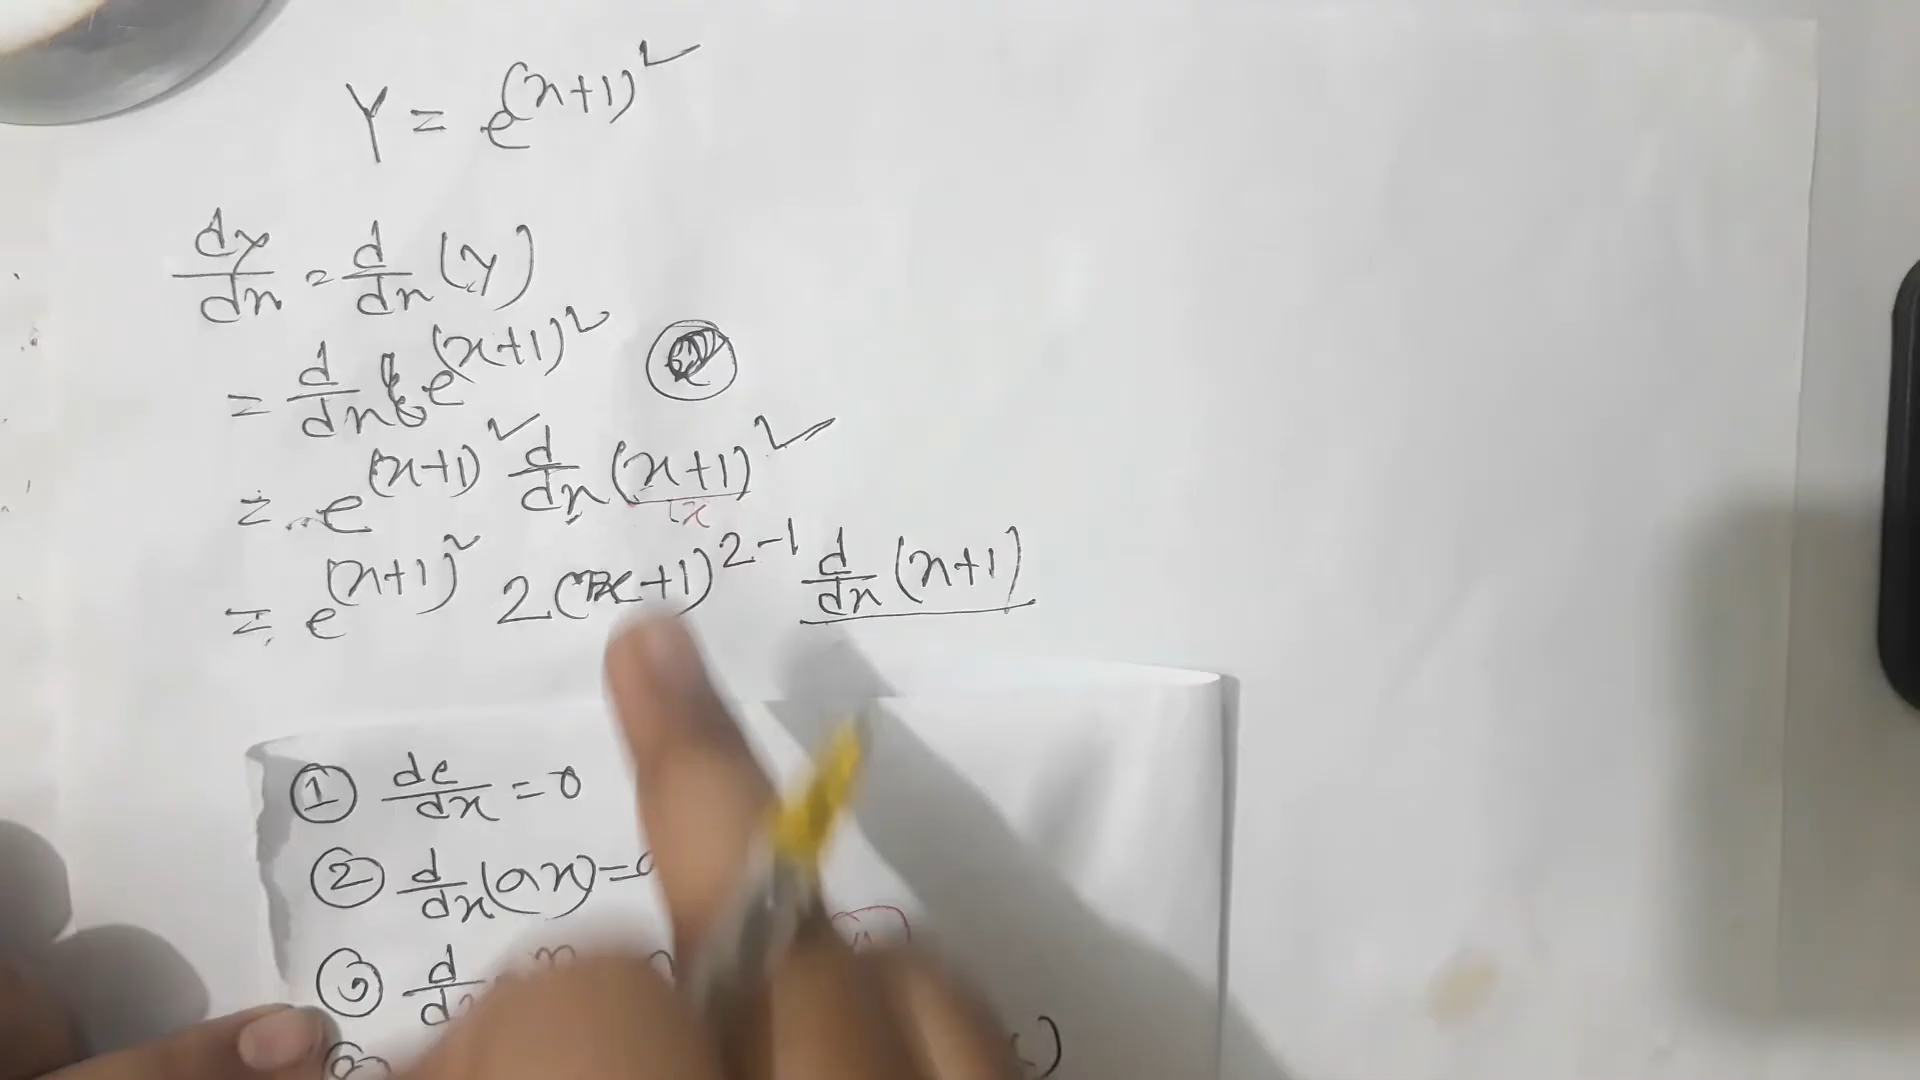 Y = e^(x+1)^2
dy/dx = d/dx (y)
= d/dx e^(x+1)^2
= e^(x+1)^2 d/dx (x+1)^2
x
= e^(x+1)^2 2(x+1)^2-1 d/dx (x+1)
① dc/dx = 0
② d/dx (ax) =
③ d